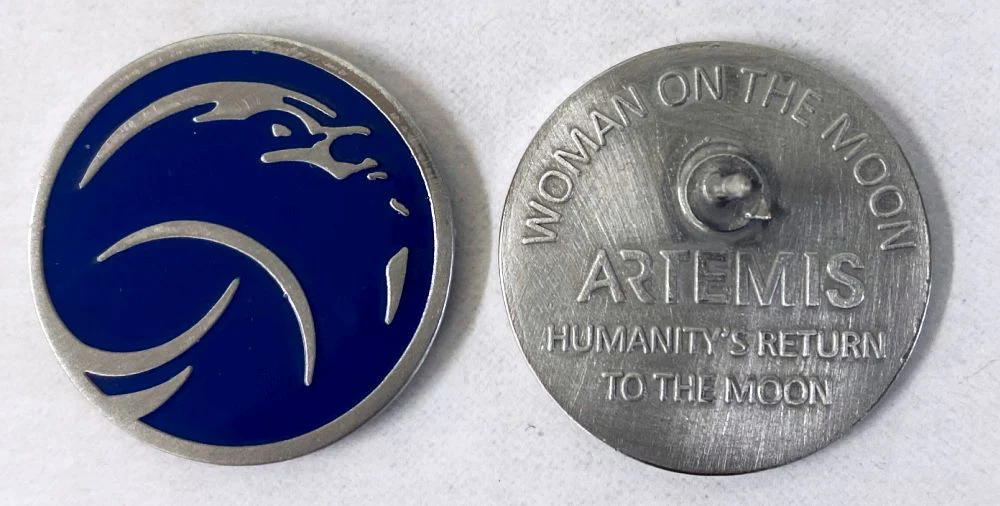 WOMAN ON THE MOON
ARTEMIS
HUMANITY'S RETURN
TO THE MOON